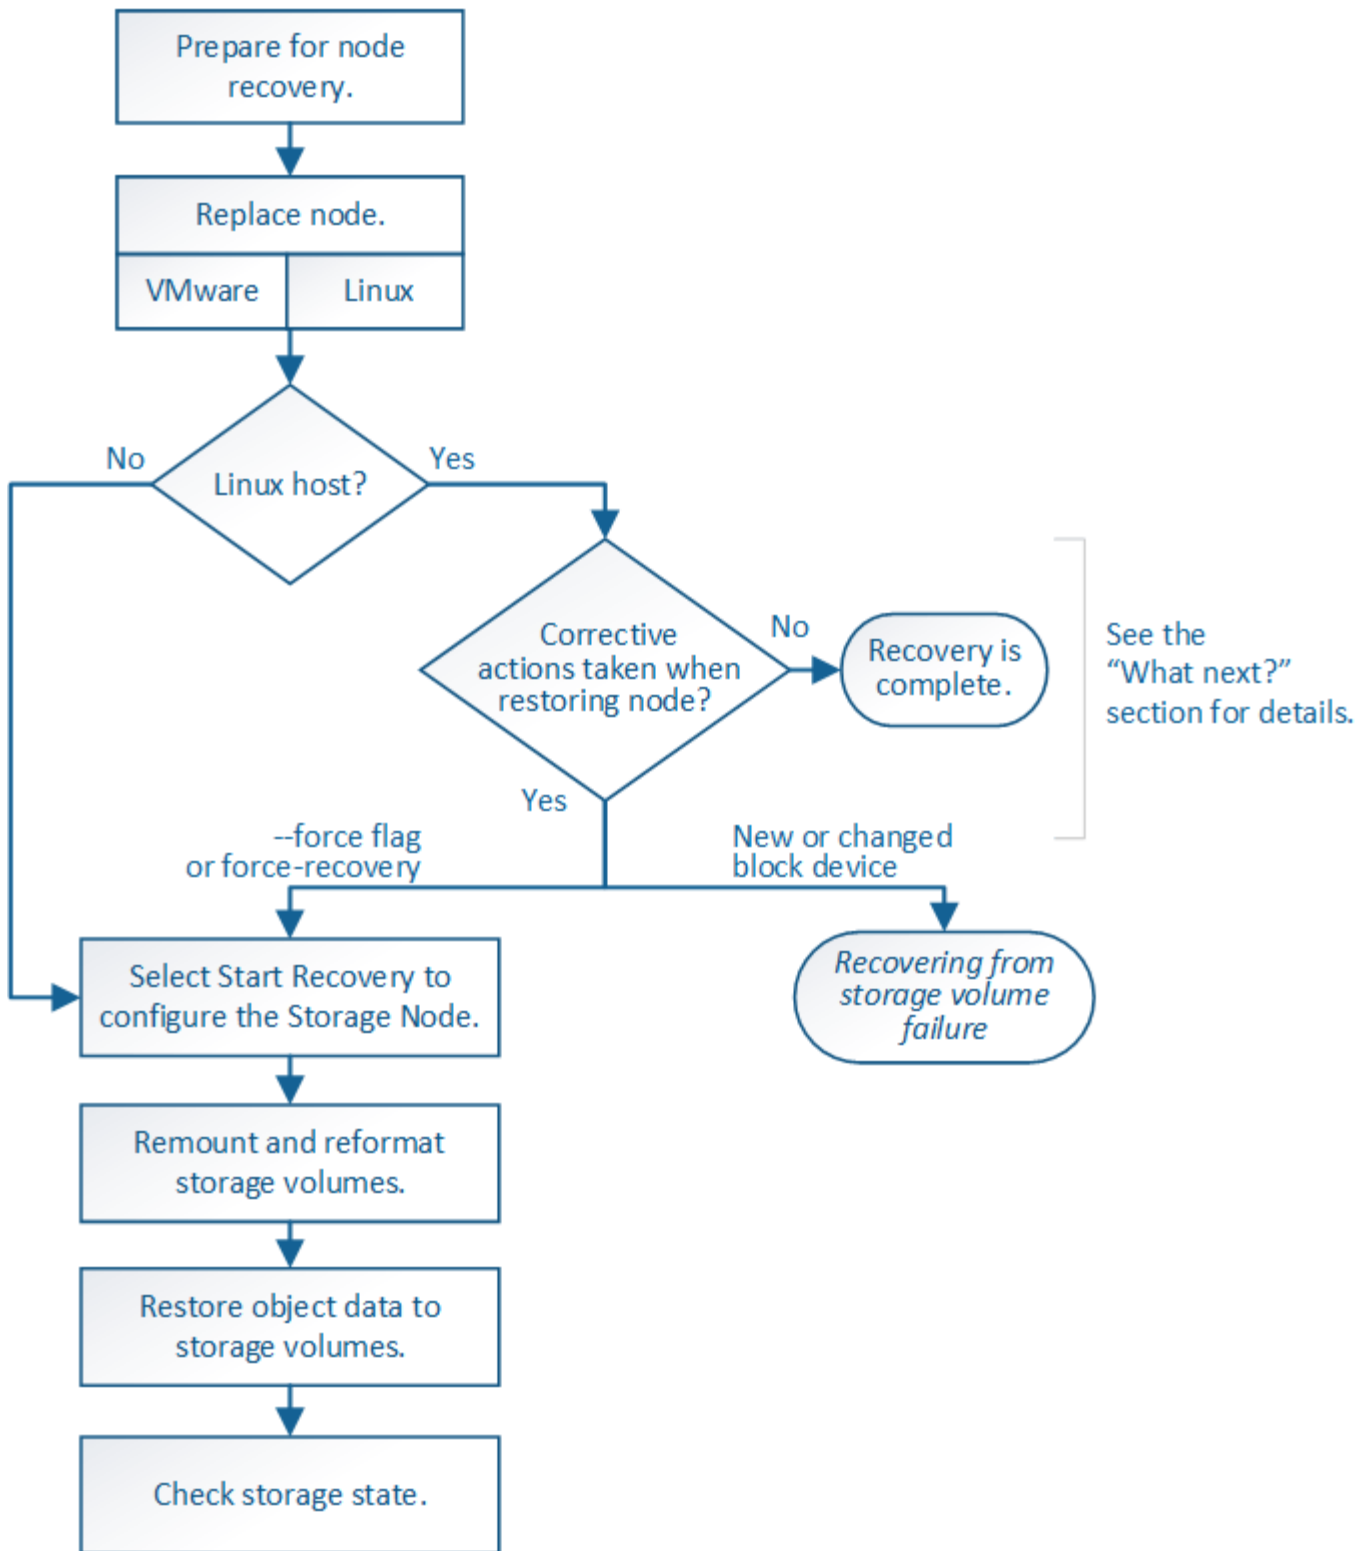 Prepare for node
recovery.
Replace node.
VMware
Linux
Linux host?
No
Yes
Corrective
actions taken when
restoring node?
No
Recovery is
complete.
See the
“What next?”
section for details.
Yes
--force flag
or force-recovery
New or changed
block device
Select Start Recovery to
configure the Storage Node.
Recovering from
storage volume
failure
Remount and reformat
storage volumes.
Restore object data to
storage volumes.
Check storage state.